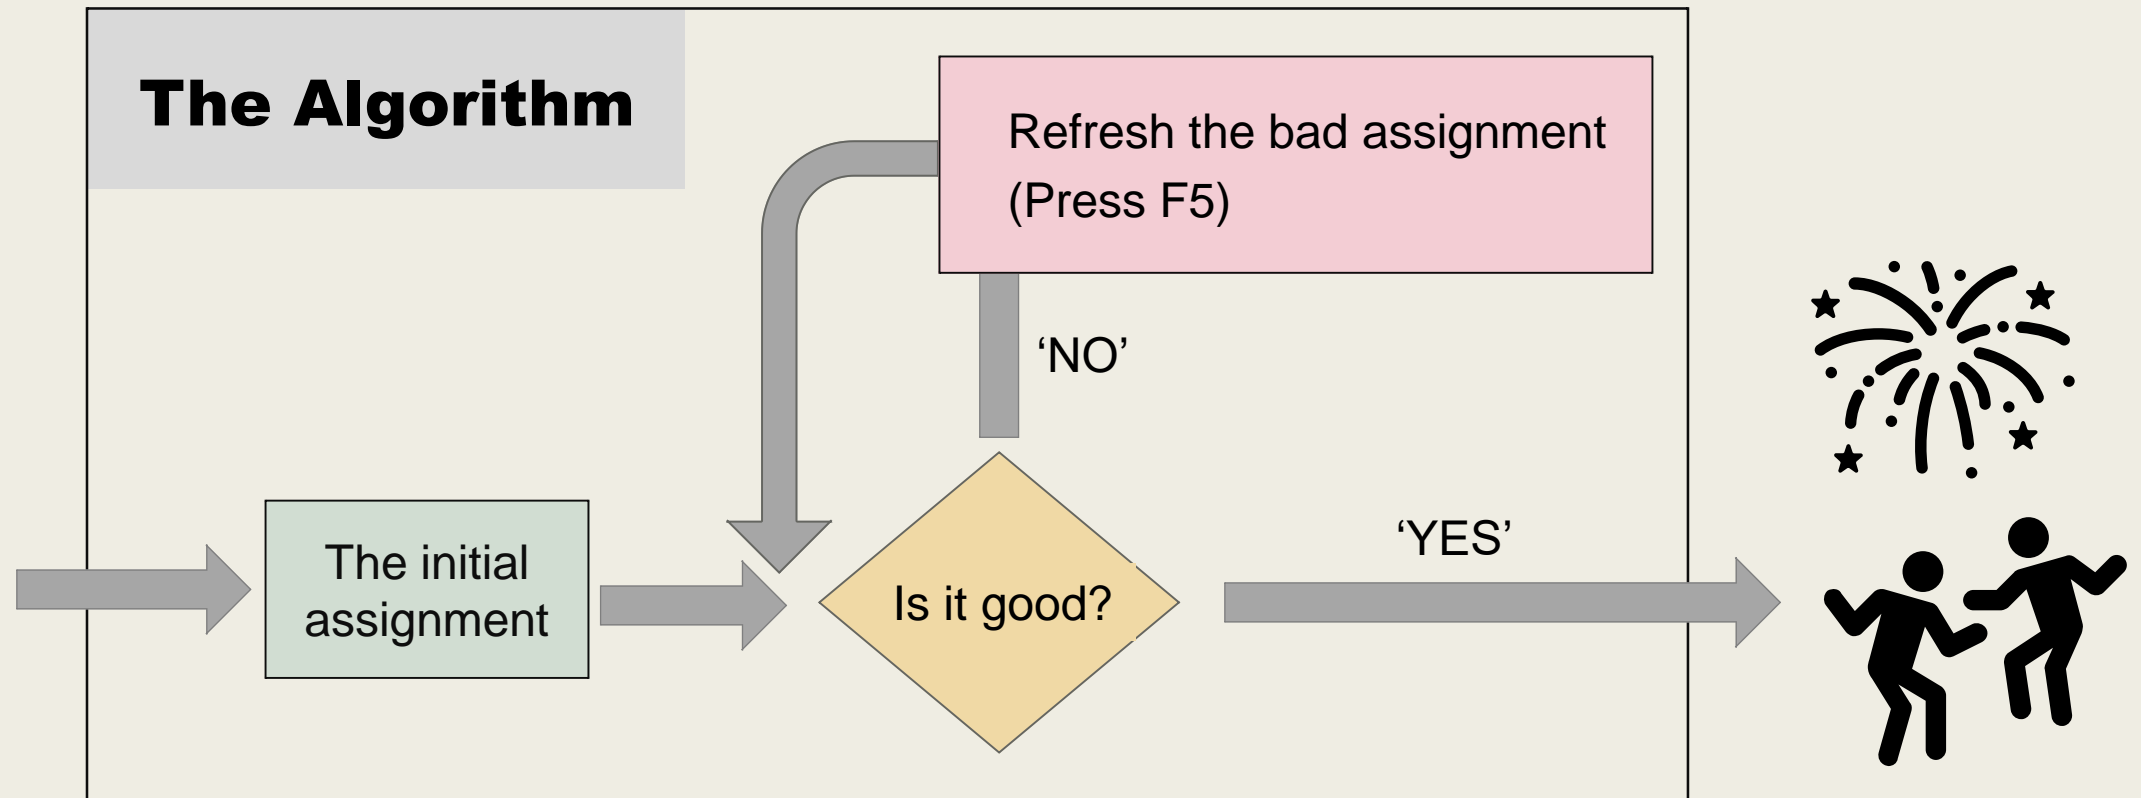 The Algorithm
Refresh the bad assignment
(Press F5)
‘NO’
The initial
assignment
Is it good?
‘YES’